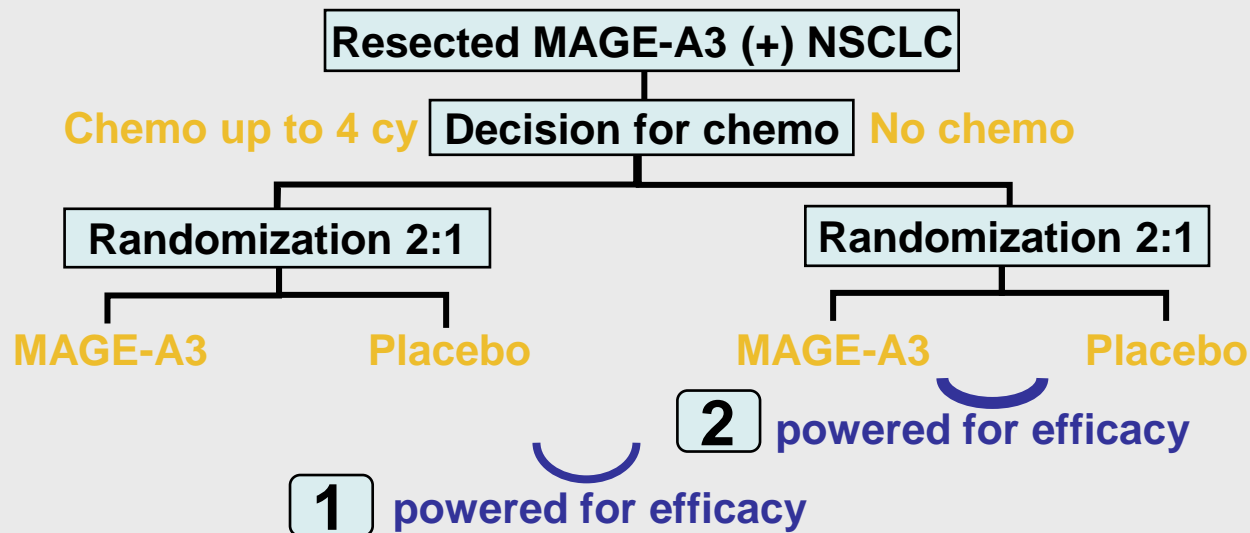 Resected MAGE-A3 (+) NSCLC
Chemo up to 4 cy Decision for chemo No chemo
Randomization 2:1 Randomization 2:1
MAGE-A3 Placebo MAGE-A3 Placebo
2 powered for efficacy
1 powered for efficacy